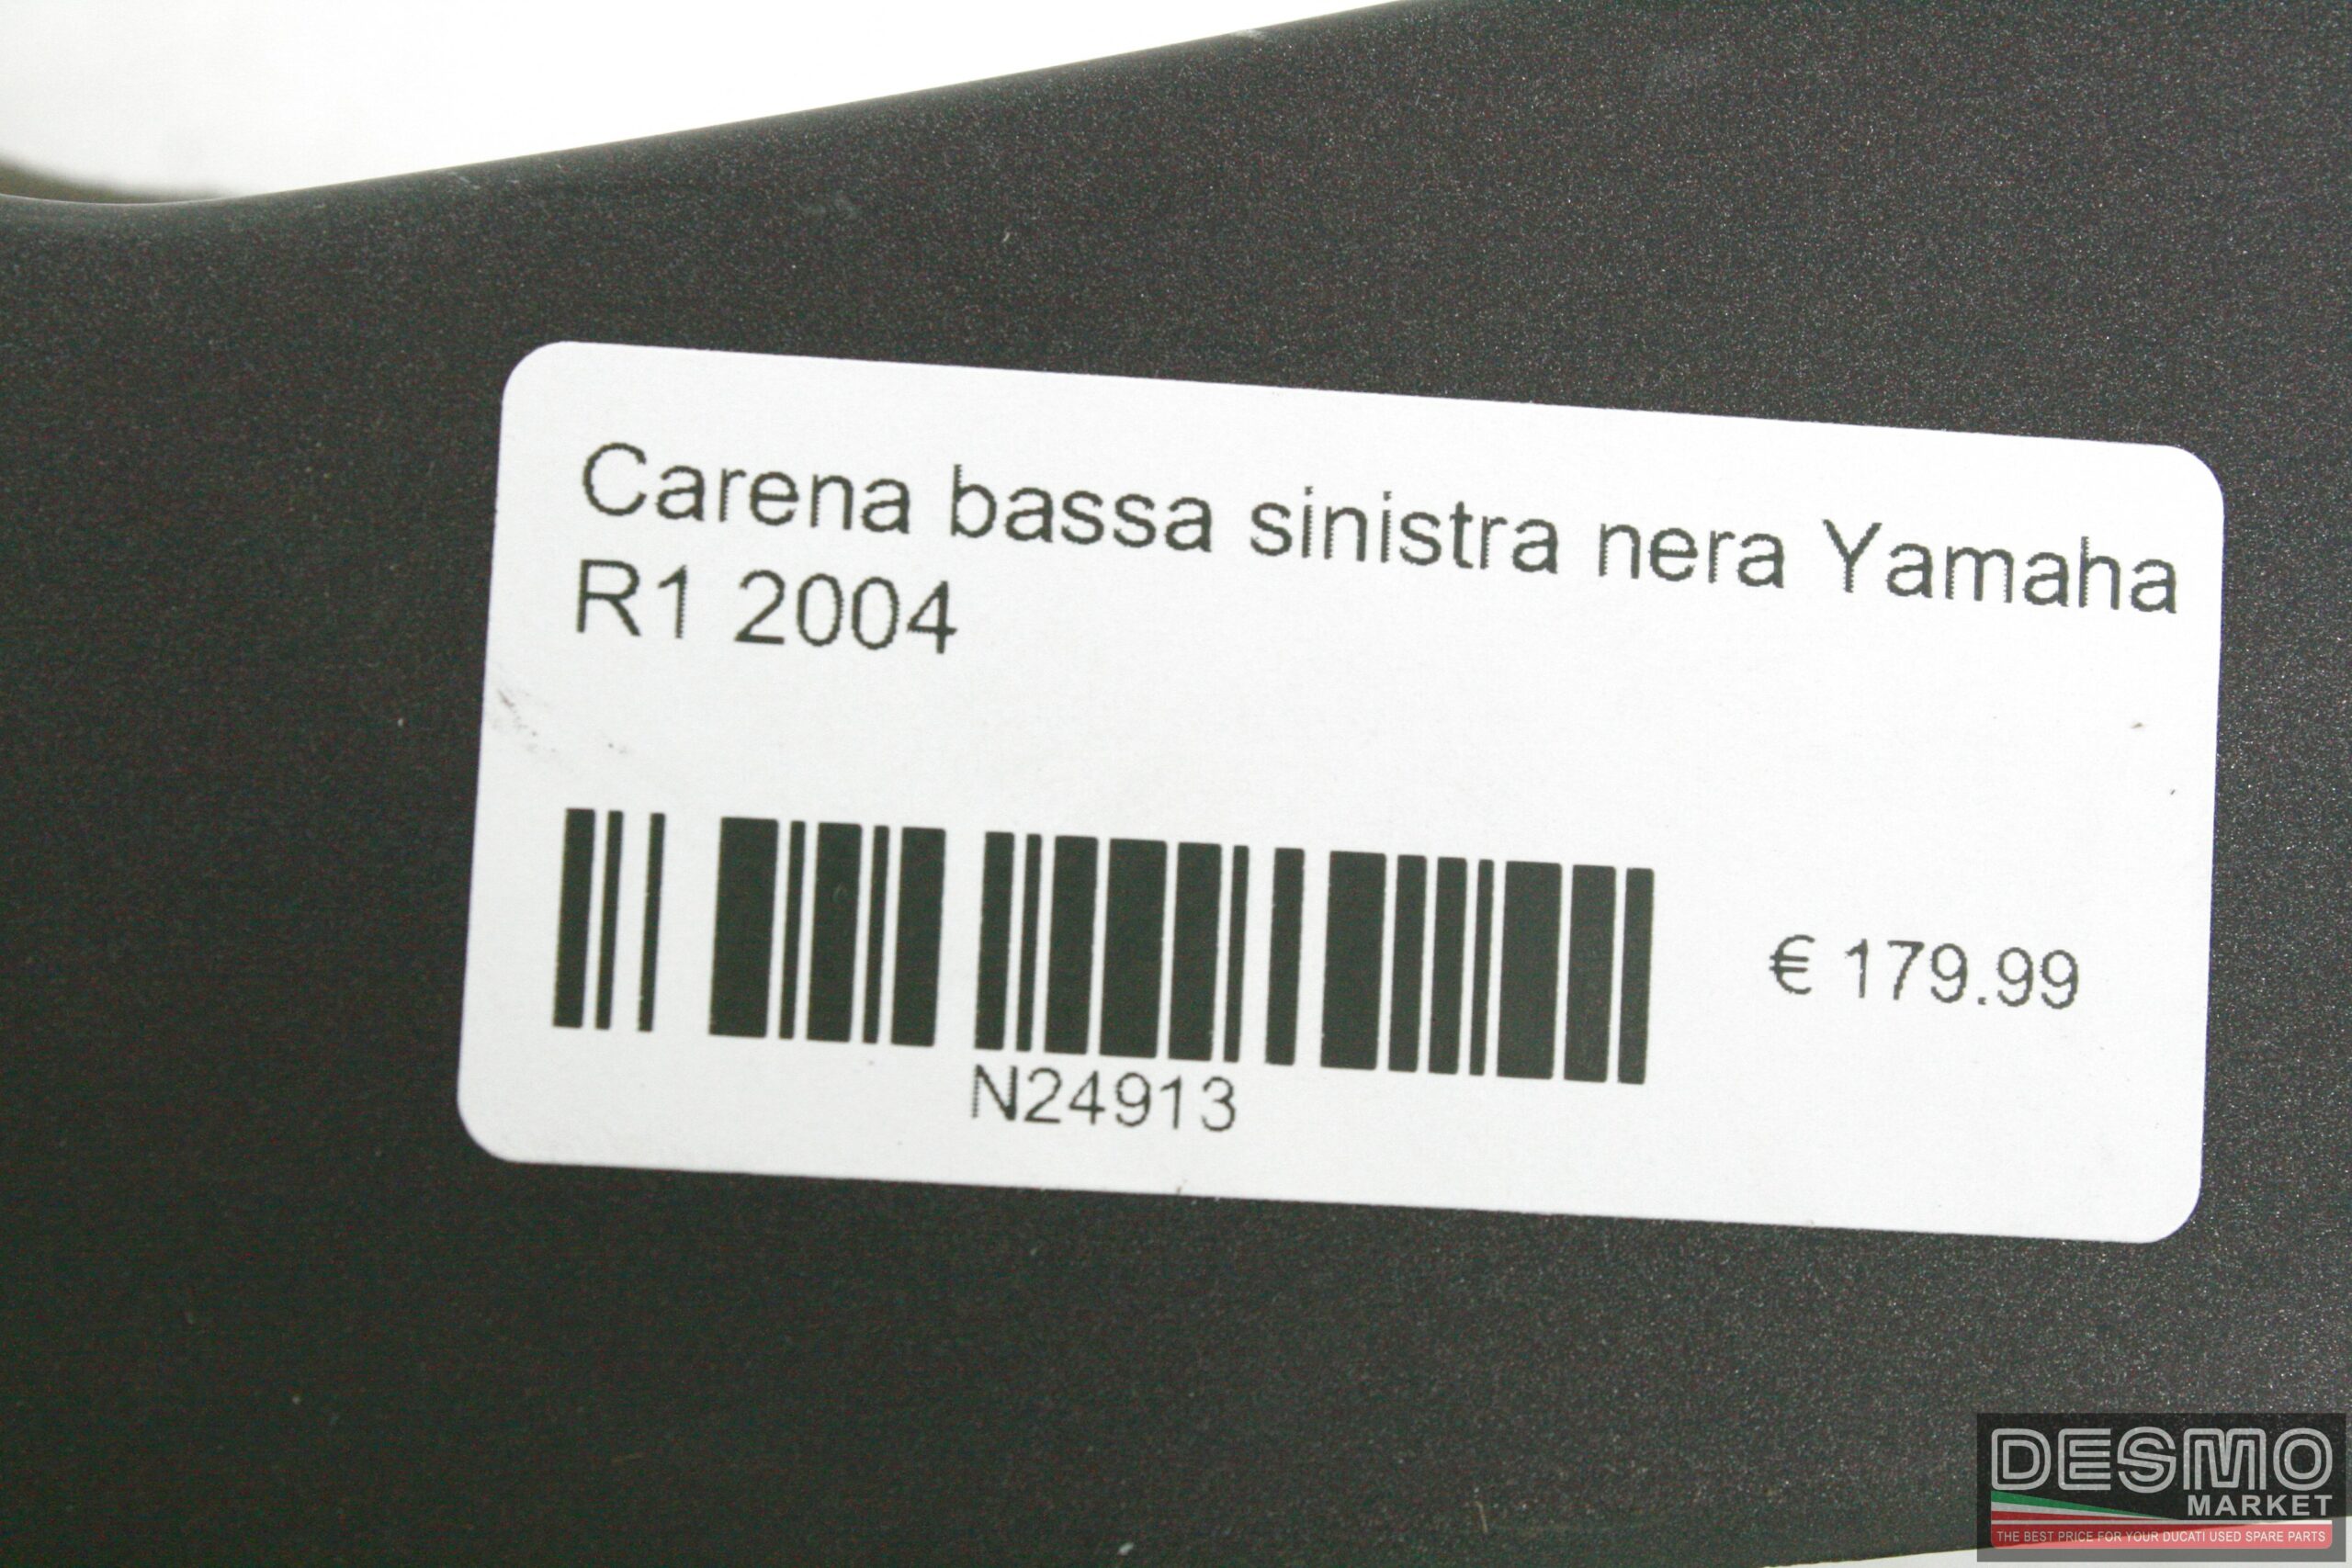 Carena bassa sinistra nera Yamaha
R1 2004
€ 179.99
N24913
DESMO
MARKET
THE BEST PRICE FOR YOUR DUCATI USED SPARE PARTS